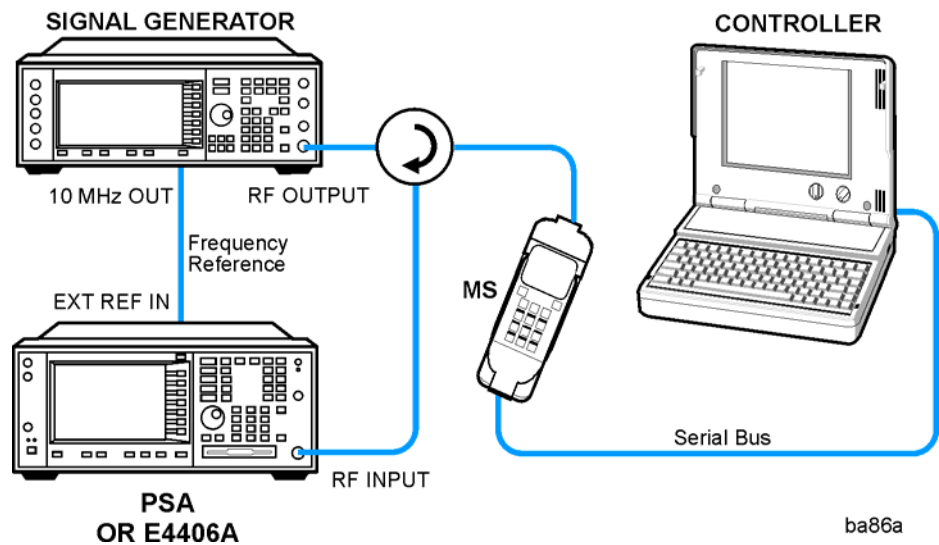 SIGNAL GENERATOR
CONTROLLER
10 MHz OUT
RF OUTPUT
Frequency
Reference
MS
EXT REF IN
Serial Bus
RF INPUT
PSA
OR E4406A
ba86a